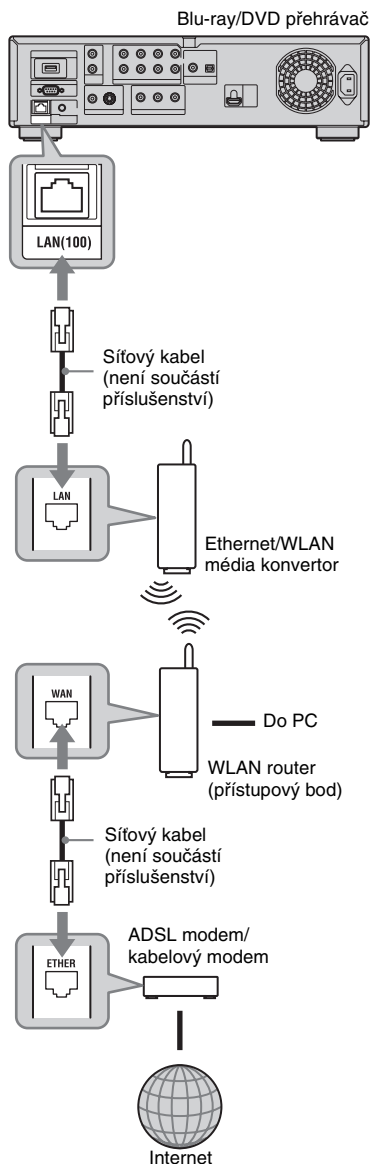 Blu-ray/DVD přehrávač
LAN(100)
Síťový kabel
(není součástí
příslušenství)
LAN
Ethernet/WLAN
média konvertor
WAN
Do PC
WLAN router
(přístupový bod)
Síťový kabel
(není součástí
příslušenství)
ADSL modem/
kabelový modem
ETHER
Internet